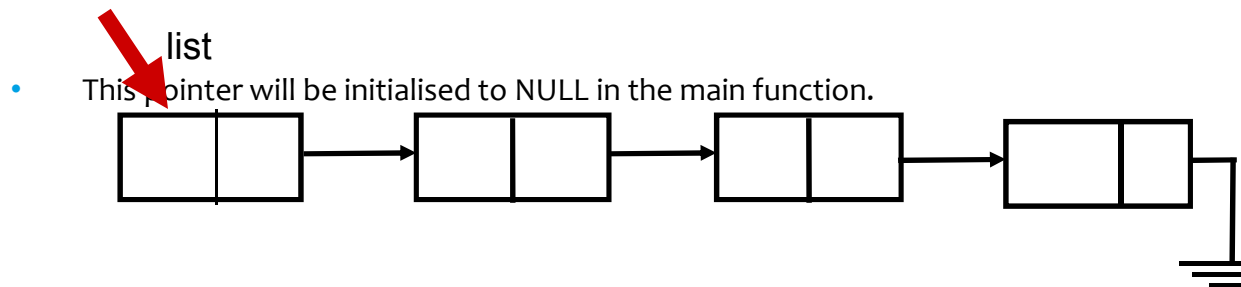 list
• This pointer will be initialised to NULL in the main function.